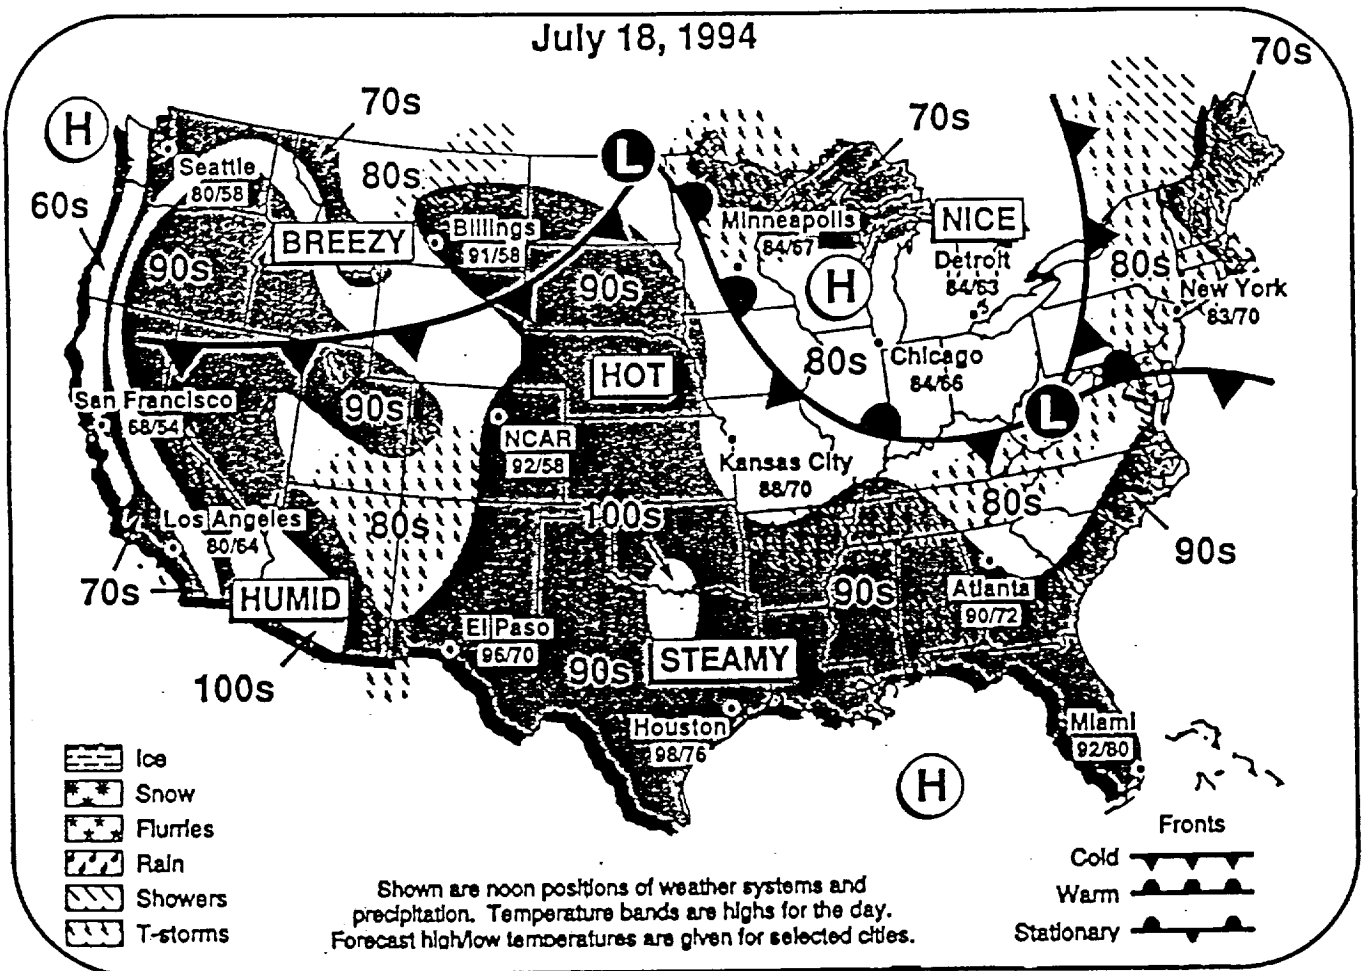 July 18, 1994
70s
H
70s
70s
L
80s
Seattle
80/58
60s
Billings
91/58
BREEZY
Minneapolis
84/67
NICE
Detroit
84/63
90s
90s
H
80s
New York
83/70
HOT
80s
Chicago
84/66
San Francisco
68/54
90s
L
NCAR
92/58
Kansas City
88/70
Los Angeles
80/64
100s
80s
80s
90s
70s
HUMID
90s
Atlanta
90/72
El Paso
96/70
STEAMY
100s
90s
Houston
98/76
Miami
92/80
H
Ice
Snow
Flurries
Rain
Showers
T-storms
Shown are noon positions of weather systems and
precipitation. Temperature bands are highs for the day.
Forecast high/low temperatures are given for selected cities.
Fronts
Cold
Warm
Stationary